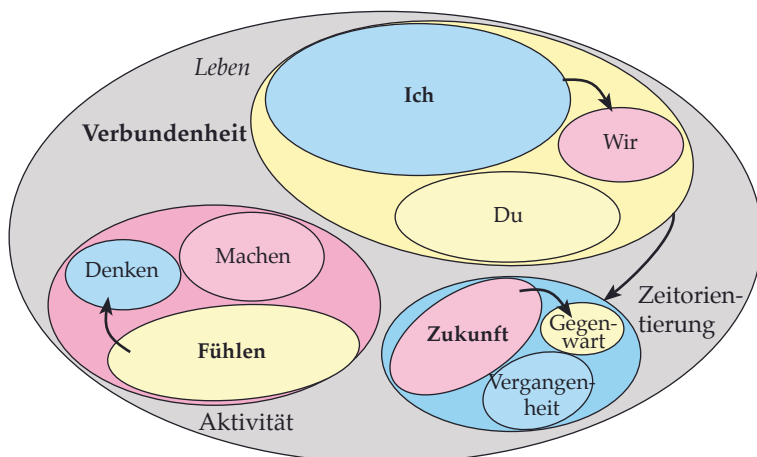 Leben
Ich
Verbundenheit
Wir
Du
Machen
Denken
Fühlen
Aktivität
Zeitorien-
tierung
Gegen-
wart
Zukunft
Vergangen-
heit